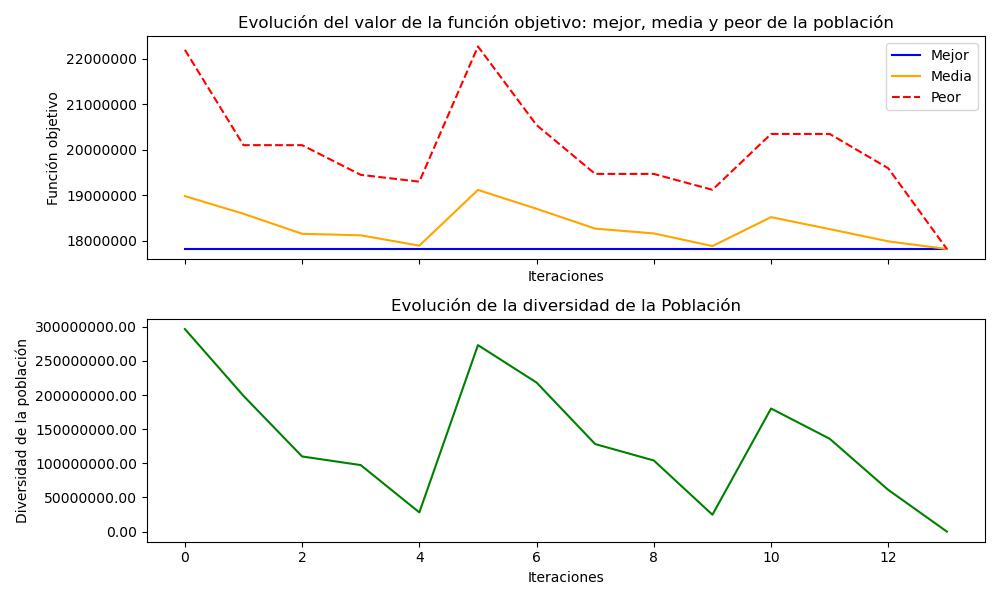 Evolución del valor de la función objetivo: mejor, media y peor de la población
Función objetivo
22000000
21000000
20000000
19000000
18000000
Mejor
Media
Peor
Iteraciones
Evolución de la diversidad de la Población
Diversidad de la población
300000000.00
250000000.00
200000000.00
150000000.00
100000000.00
50000000.00
0.00
0 2 4 6 8 10 12
Iteraciones